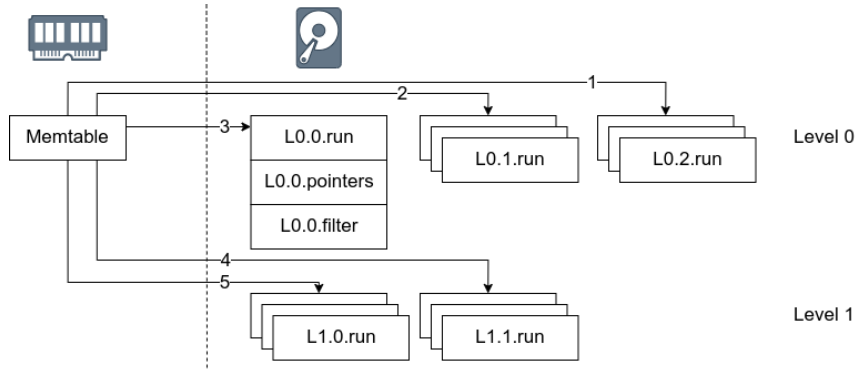 1
2
Memtable
3
L0.0.run
L0.1.run
L0.2.run
Level 0
L0.0.pointers
L0.0.filter
4
5
L1.0.run
L1.1.run
Level 1